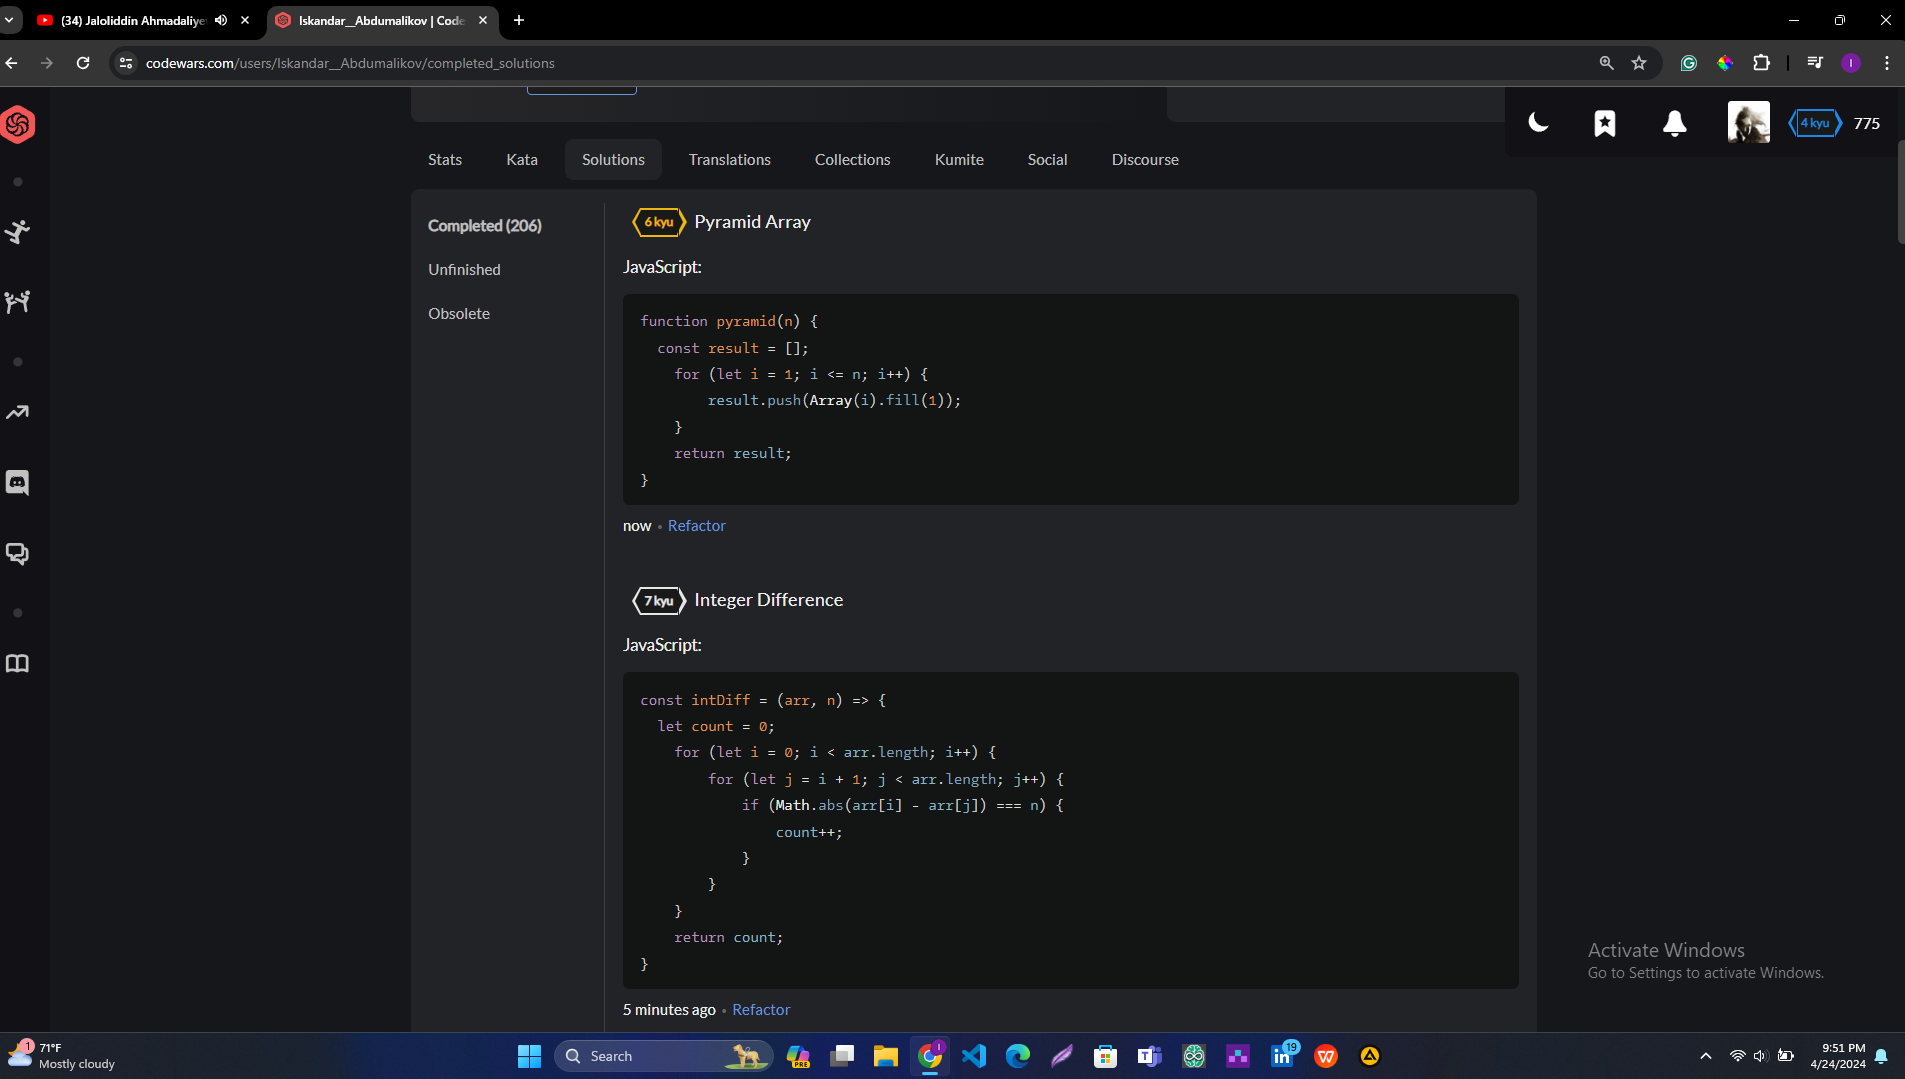 (34) Jaloliddin Ahmadaliye
Iskandar__Abdumalikov | Code
codewars.com/users/Iskandar__Abdumalikov/completed_solutions
I
4 kyu
775
Stats
Kata
Solutions
Translations
Collections
Kumite
Social
Discourse
Completed (206)
Unfinished
Obsolete
6 kyu
Pyramid Array
JavaScript:
function pyramid(n) {
  const result = [];
    for (let i = 1; i <= n; i++) {
        result.push(Array(i).fill(1));
    }
    return result;
}
now • Refactor
7 kyu
Integer Difference
JavaScript:
const intDiff = (arr, n) => {
  let count = 0;
    for (let i = 0; i < arr.length; i++) {
        for (let j = i + 1; j < arr.length; j++) {
            if (Math.abs(arr[i] - arr[j]) === n) {
                count++;
            }
        }
    }
    return count;
}
5 minutes ago • Refactor
Activate Windows
Go to Settings to activate Windows.
1
71°F
Mostly cloudy
Search
PRE
I
19
9:51 PM
4/24/2024